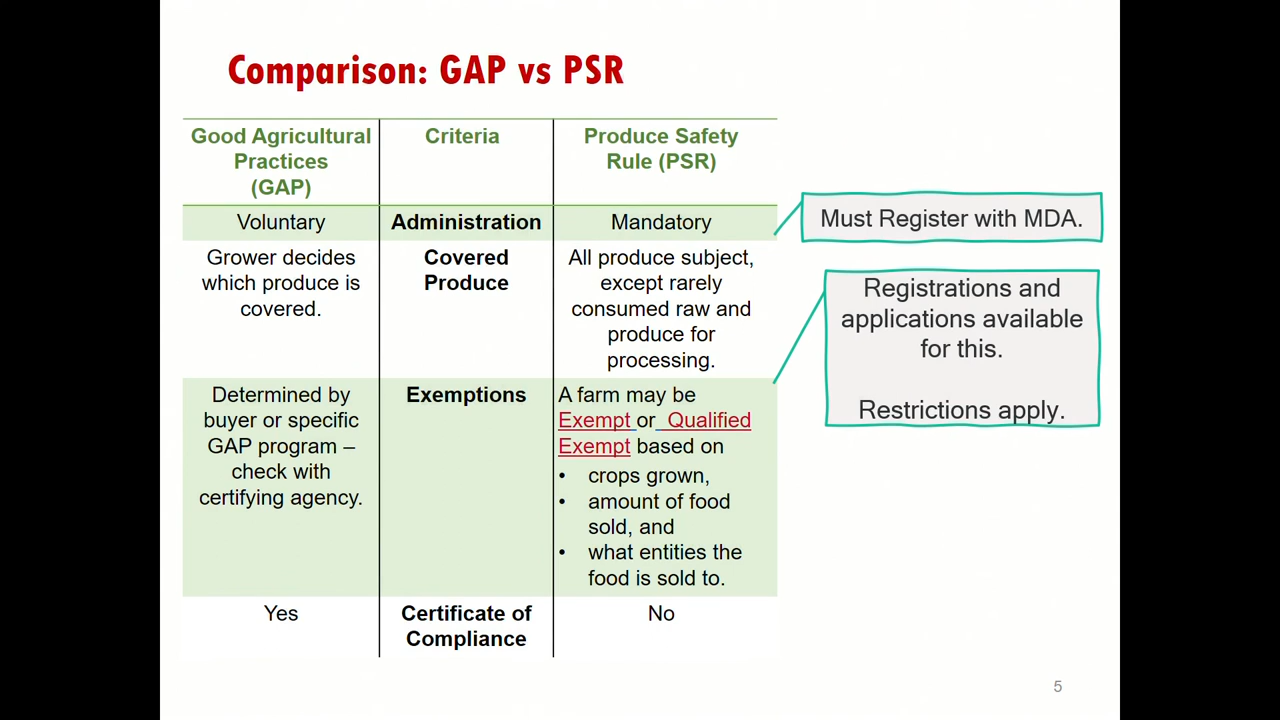 Comparison: GAP vs PSR
Good Agricultural
Practices
(GAP)
Criteria
Produce Safety
Rule (PSR)
Voluntary
Administration
Mandatory
Must Register with MDA.
Grower decides
which produce is
covered.
Covered
Produce
All produce subject,
except rarely
consumed raw and
produce for
processing.
Registrations and
applications available
for this.
Restrictions apply.
Determined by
buyer or specific
GAP program –
check with
certifying agency.
Exemptions
A farm may be
Exempt or  Qualified
Exempt based on
• crops grown,
• amount of food
sold, and
• what entities the
food is sold to.
Yes
Certificate of
Compliance
No
5